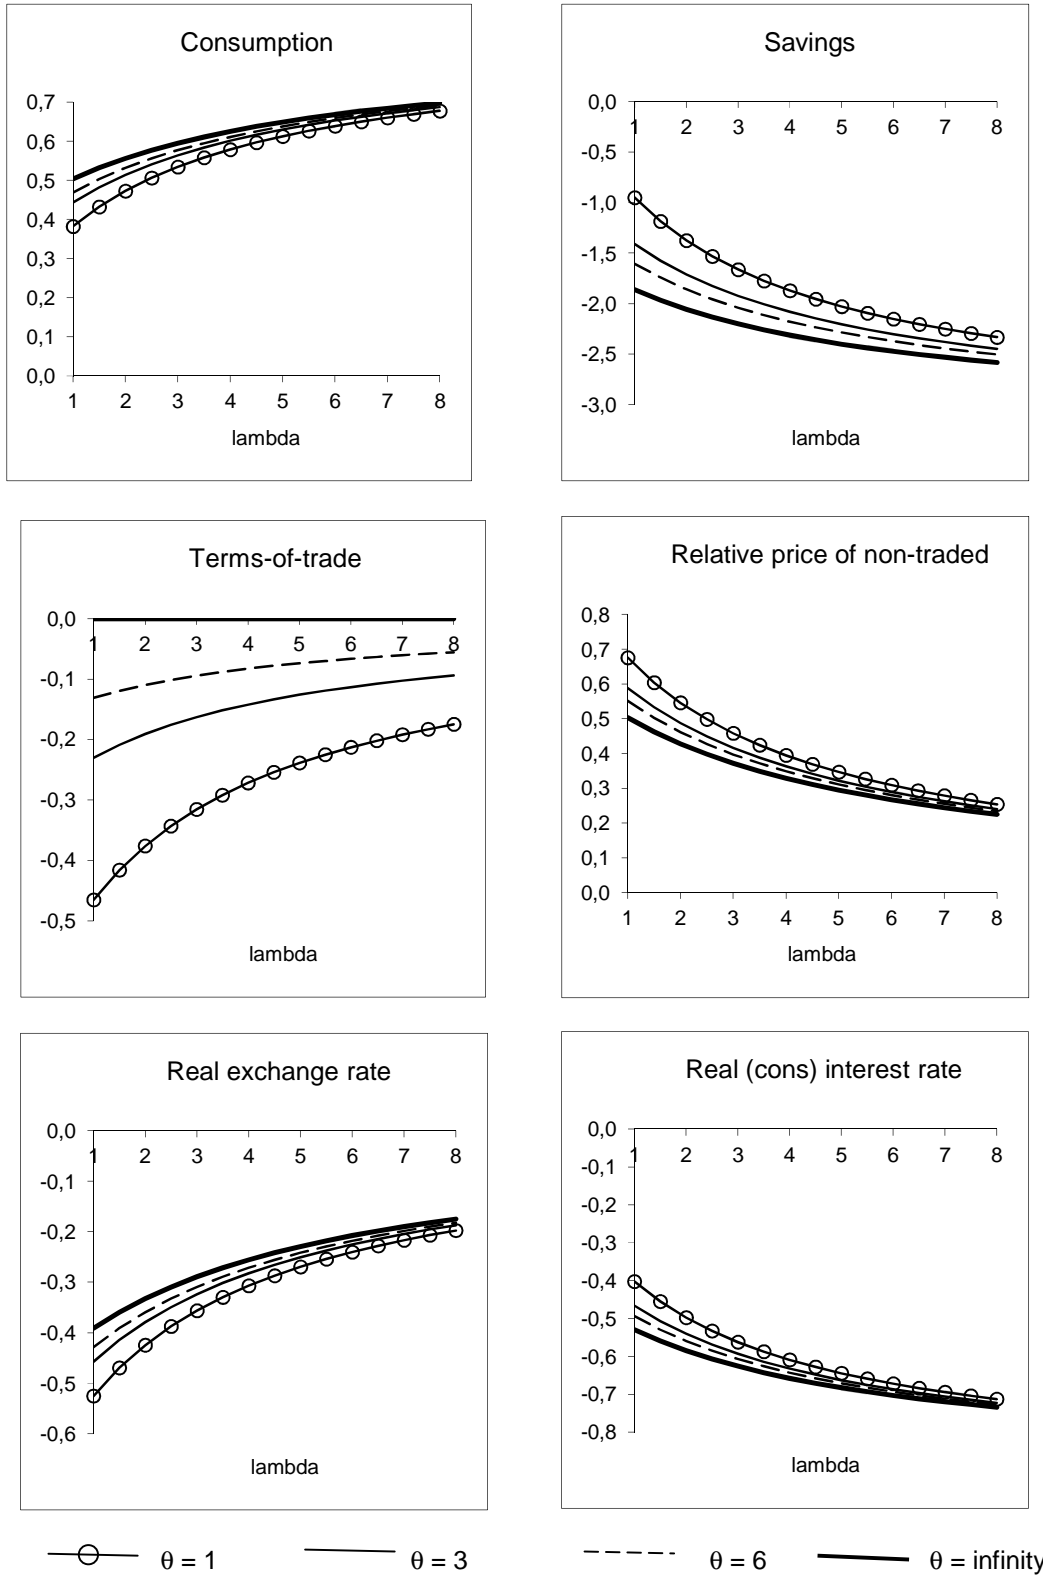 Consumption
0,7
0,6
0,5
0,4
0,3
0,2
0,1
0,0
1 2 3 4 5 6 7 8
lambda
Savings
0,0
1 2 3 4 5 6 7 8
-0,5
-1,0
-1,5
-2,0
-2,5
-3,0
lambda
Terms-of-trade
0,0
1 2 3 4 5 6 7 8
-0,1
-0,2
-0,3
-0,4
-0,5
lambda
Relative price of non-traded
0,8
0,7
0,6
0,5
0,4
0,3
0,2
0,1
0,0
1 2 3 4 5 6 7 8
lambda
Real exchange rate
0,0
1 2 3 4 5 6 7 8
-0,1
-0,2
-0,3
-0,4
-0,5
-0,6
lambda
Real (cons) interest rate
0,0
1 2 3 4 5 6 7 8
-0,1
-0,2
-0,3
-0,4
-0,5
-0,6
-0,7
-0,8
lambda
θ = 1 θ = 3 θ = 6 θ = infinity